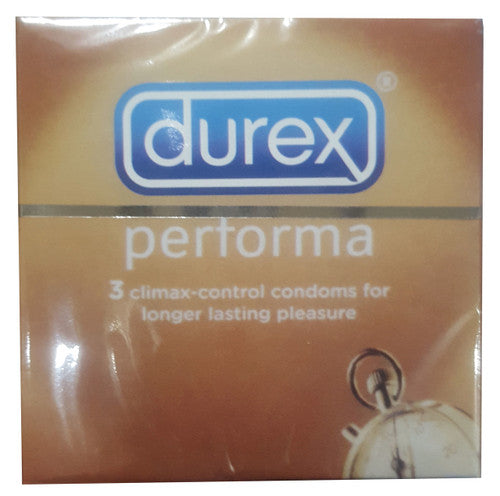 durex®
performa
3 climax-control condoms for
longer lasting pleasure